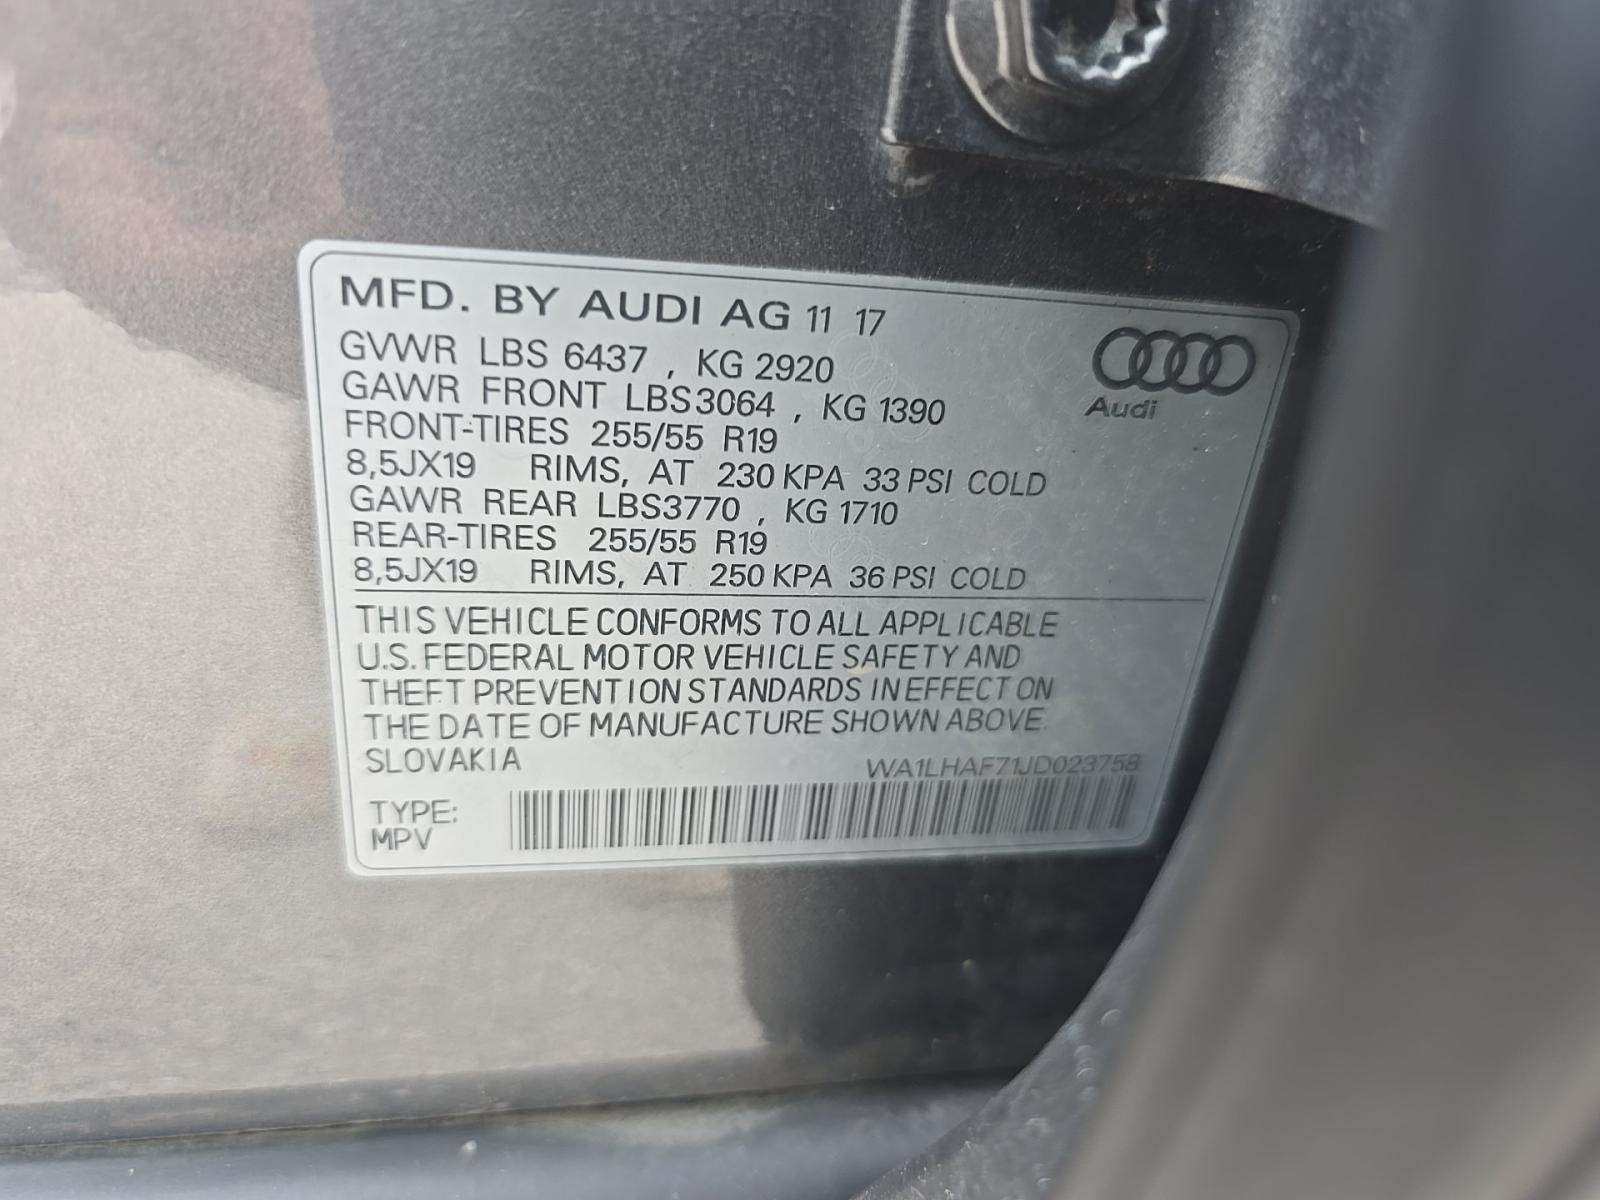 MFD. BY AUDI AG 11 17
GVWR LBS 6437 , KG 2920
GAWR FRONT LBS3064 , KG 1390
FRONT-TIRES 255/55 R19
8,5JX19 RIMS, AT 230 KPA 33 PSI COLD
GAWR REAR LBS3770 , KG 1710
REAR-TIRES 255/55 R19
8,5JX19 RIMS, AT 250 KPA 36 PSI COLD
Audi
THIS VEHICLE CONFORMS TO ALL APPLICABLE
U.S. FEDERAL MOTOR VEHICLE SAFETY AND
THEFT PREVENTION STANDARDS IN EFFECT ON
THE DATE OF MANUFACTURE SHOWN ABOVE.
SLOVAKIA WA1LHAF71JD023758
TYPE:
MPV